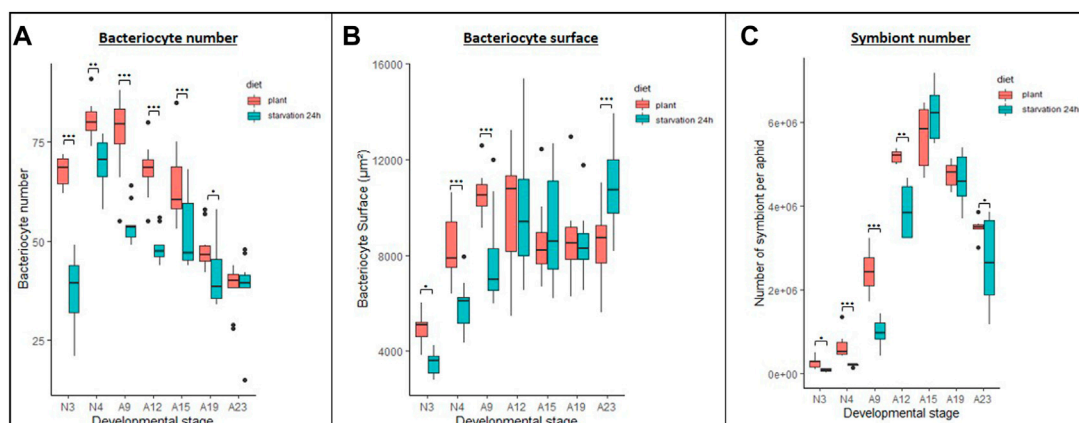 A
Bacteriocyte number
Bacteriocyte number
75
50
25
N3 N4 A9 A12 A15 A19 A23
Developmental stage
diet
plant
starvation 24h
B
Bacteriocyte surface
Bacteriocyte Surface (µm²)
16000
12000
8000
4000
N3 N4 A9 A12 A15 A19 A23
Developmental stage
diet
plant
starvation 24h
C
Symbiont number
Number of symbiont per aphid
6e+06
4e+06
2e+06
0e+00
N3 N4 A9 A12 A15 A19 A23
Developmental stage
diet
plant
starvation 24h